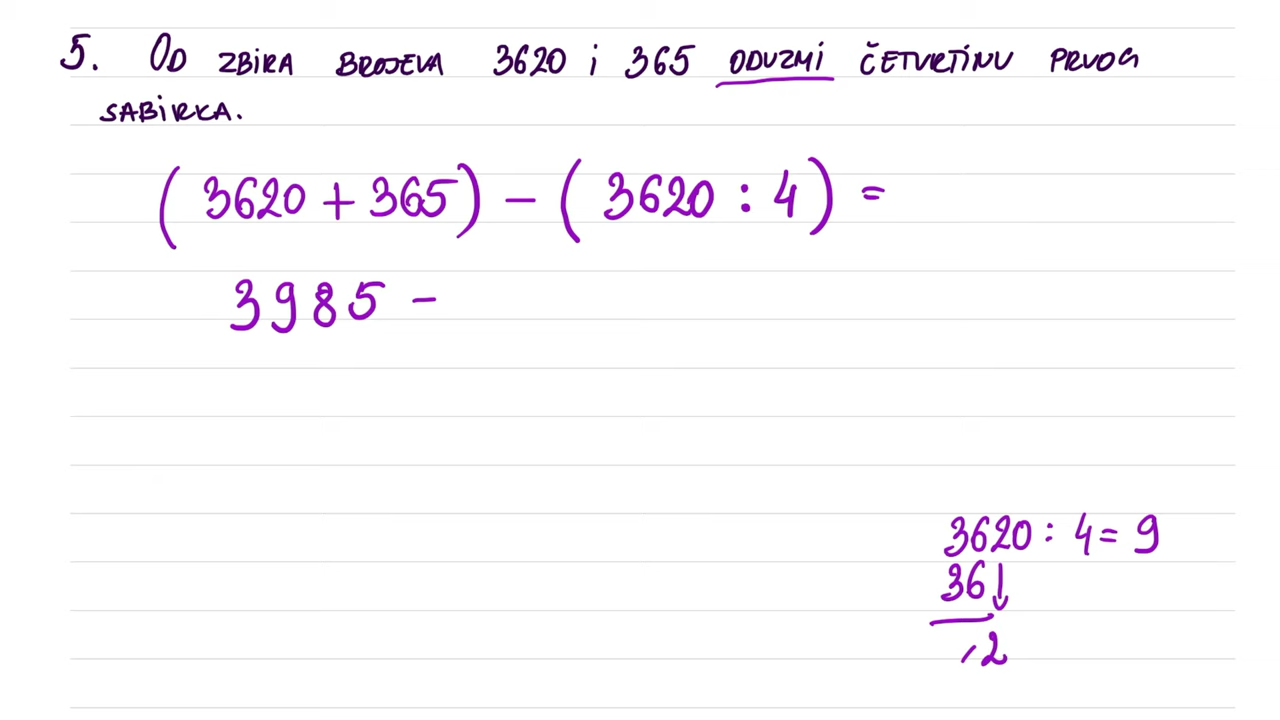 5. OD ZBIRA BROJEVA 3620 i 365 ODUZMI ČETVRTINU PRVOG
SABIRKA.
( 3620 + 365 ) - ( 3620 : 4 ) =
3985 -
3620 : 4 = 9
36↓
,2